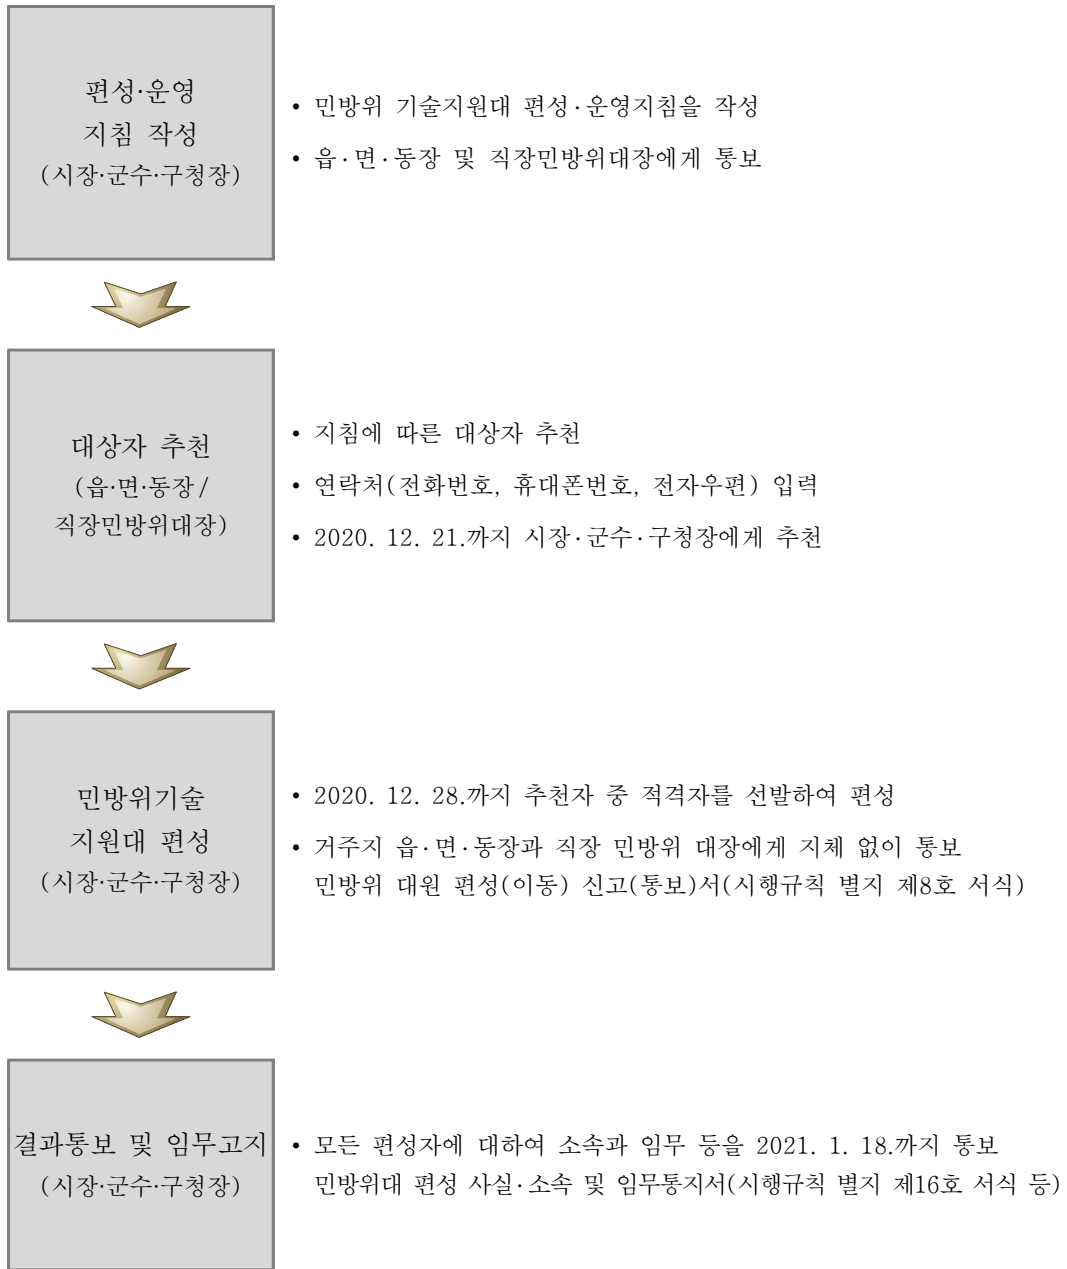 편성·운영
지침 작성
(시장·군수·구청장)
• 민방위 기술지원대 편성·운영지침을 작성
• 읍·면·동장 및 직장민방위대장에게 통보
대상자 추천
(읍·면·동장/
직장민방위대장)
• 지침에 따른 대상자 추천
• 연락처(전화번호, 휴대폰번호, 전자우편) 입력
• 2020. 12. 21.까지 시장·군수·구청장에게 추천
민방위기술
지원대 편성
(시장·군수·구청장)
• 2020. 12. 28.까지 추천자 중 적격자를 선발하여 편성
• 거주지 읍·면·동장과 직장 민방위 대장에게 지체 없이 통보
민방위 대원 편성(이동) 신고(통보)서(시행규칙 별지 제8호 서식)
결과통보 및 임무고지
(시장·군수·구청장)
• 모든 편성자에 대하여 소속과 임무 등을 2021. 1. 18.까지 통보
민방위대 편성 사실·소속 및 임무통지서(시행규칙 별지 제16호 서식 등)